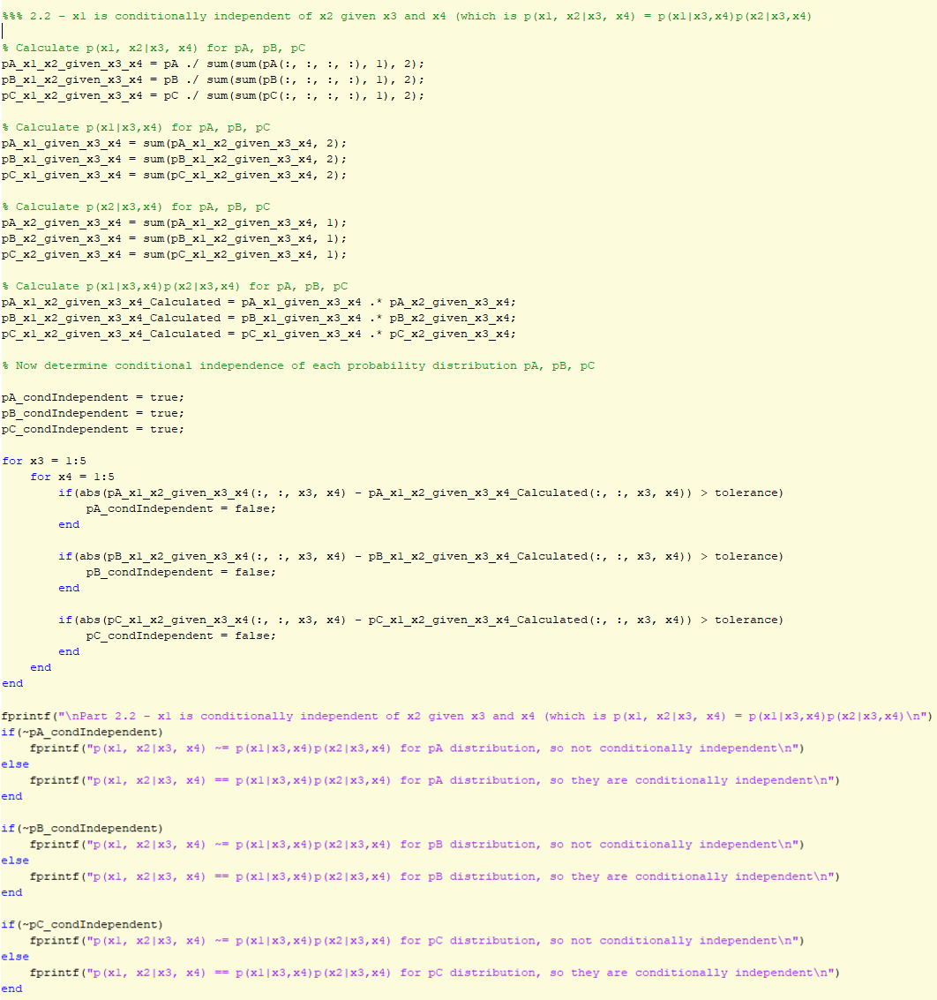 %%% 2.2 - x1 is conditionally independent of x2 given x3 and x4 (which is p(x1, x2|x3, x4) = p(x1|x3,x4)p(x2|x3,x4)
% Calculate p(x1, x2|x3, x4) for pA, pB, pC
pA_x1_x2_given_x3_x4 = pA ./ sum(sum(pA(:, :, :, :), 1), 2);
pB_x1_x2_given_x3_x4 = pB ./ sum(sum(pB(:, :, :, :), 1), 2);
pC_x1_x2_given_x3_x4 = pC ./ sum(sum(pC(:, :, :, :), 1), 2);
% Calculate p(x1|x3,x4) for pA, pB, pC
pA_x1_given_x3_x4 = sum(pA_x1_x2_given_x3_x4, 2);
pB_x1_given_x3_x4 = sum(pB_x1_x2_given_x3_x4, 2);
pC_x1_given_x3_x4 = sum(pC_x1_x2_given_x3_x4, 2);
% Calculate p(x2|x3,x4) for pA, pB, pC
pA_x2_given_x3_x4 = sum(pA_x1_x2_given_x3_x4, 1);
pB_x2_given_x3_x4 = sum(pB_x1_x2_given_x3_x4, 1);
pC_x2_given_x3_x4 = sum(pC_x1_x2_given_x3_x4, 1);
% Calculate p(x1|x3,x4)p(x2|x3,x4) for pA, pB, pC
pA_x1_x2_given_x3_x4_Calculated = pA_x1_given_x3_x4 .* pA_x2_given_x3_x4;
pB_x1_x2_given_x3_x4_Calculated = pB_x1_given_x3_x4 .* pB_x2_given_x3_x4;
pC_x1_x2_given_x3_x4_Calculated = pC_x1_given_x3_x4 .* pC_x2_given_x3_x4;
% Now determine conditional independence of each probability distribution pA, pB, pC
pA_condIndependent = true;
pB_condIndependent = true;
pC_condIndependent = true;
for x3 = 1:5
for x4 = 1:5
if(abs(pA_x1_x2_given_x3_x4(:, :, x3, x4) - pA_x1_x2_given_x3_x4_Calculated(:, :, x3, x4)) > tolerance)
pA_condIndependent = false;
end
if(abs(pB_x1_x2_given_x3_x4(:, :, x3, x4) - pB_x1_x2_given_x3_x4_Calculated(:, :, x3, x4)) > tolerance)
pB_condIndependent = false;
end
if(abs(pC_x1_x2_given_x3_x4(:, :, x3, x4) - pC_x1_x2_given_x3_x4_Calculated(:, :, x3, x4)) > tolerance)
pC_condIndependent = false;
end
end
end
fprintf("\nPart 2.2 - x1 is conditionally independent of x2 given x3 and x4 (which is p(x1, x2|x3, x4) = p(x1|x3,x4)p(x2|x3,x4)\n")
if(~pA_condIndependent)
fprintf("p(x1, x2|x3, x4) ~= p(x1|x3,x4)p(x2|x3,x4) for pA distribution, so not conditionally independent\n")
else
fprintf("p(x1, x2|x3, x4) == p(x1|x3,x4)p(x2|x3,x4) for pA distribution, so they are conditionally independent\n")
end
if(~pB_condIndependent)
fprintf("p(x1, x2|x3, x4) ~= p(x1|x3,x4)p(x2|x3,x4) for pB distribution, so not conditionally independent\n")
else
fprintf("p(x1, x2|x3, x4) == p(x1|x3,x4)p(x2|x3,x4) for pB distribution, so they are conditionally independent\n")
end
if(~pC_condIndependent)
fprintf("p(x1, x2|x3, x4) ~= p(x1|x3,x4)p(x2|x3,x4) for pC distribution, so not conditionally independent\n")
else
fprintf("p(x1, x2|x3, x4) == p(x1|x3,x4)p(x2|x3,x4) for pC distribution, so they are conditionally independent\n")
end